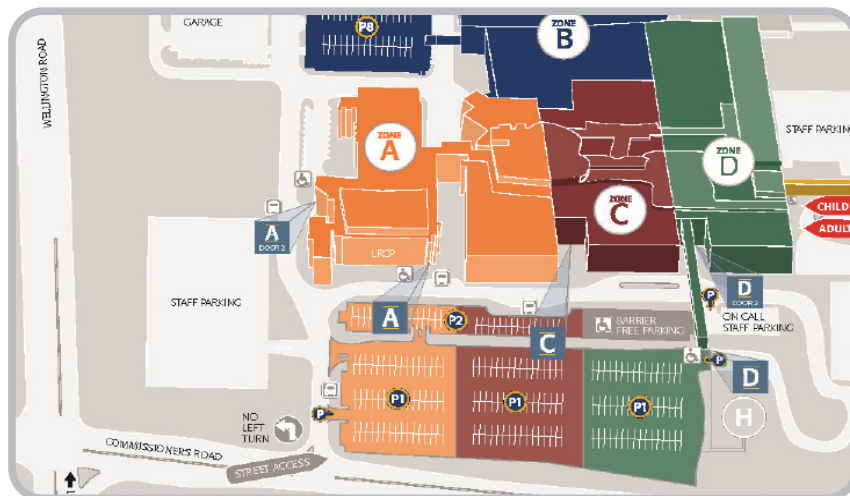 GARAGE
P8
WELLINGTON ROAD
ZONE
B
ZONE
A
ZONE
D
ZONE
C
STAFF PARKING
CHILD
ADULT
A
DOOR 2
LRCP
STAFF PARKING
A
P2
C
BARRIER
FREE PARKING
P
D
DOOR 2
ON CALL
STAFF PARKING
P
D
P1
P1
P1
H
P
NO
LEFT
TURN
COMMISSIONERS ROAD
STREET ACCESS